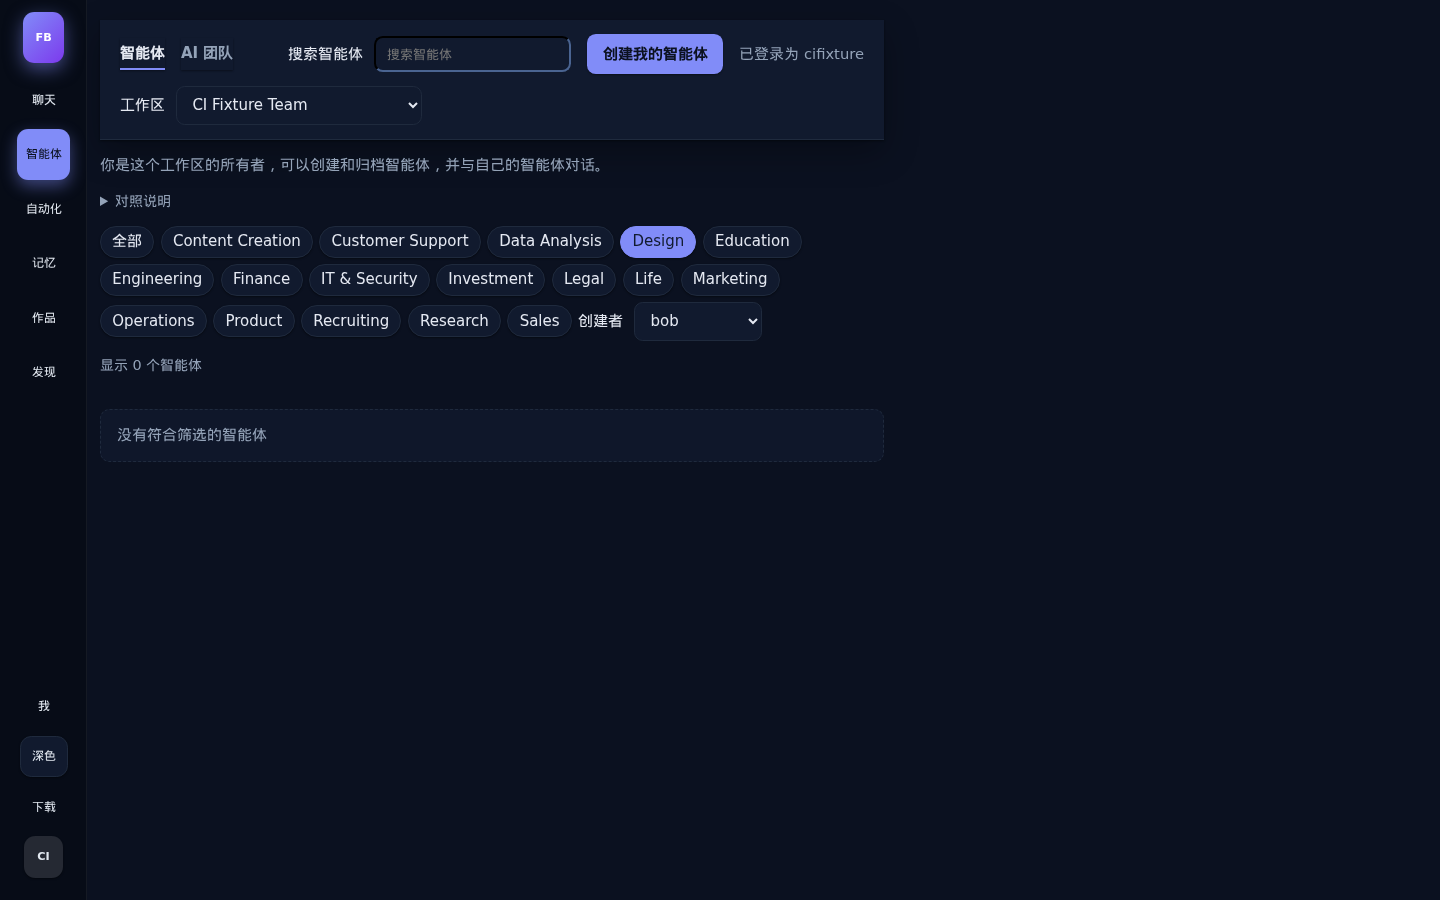 FB
聊天
智能体
自动化
记忆
作品
发现
我
深色
下载
CI
智能体 AI 团队 搜索智能体 搜索智能体 创建我的智能体 已登录为 cifixture
工作区 CI Fixture Team
你是这个工作区的所有者，可以创建和归档智能体，并与自己的智能体对话。
▶ 对照说明
全部 Content Creation Customer Support Data Analysis Design Education
Engineering Finance IT & Security Investment Legal Life Marketing
Operations Product Recruiting Research Sales 创建者 bob
显示 0 个智能体
没有符合筛选的智能体